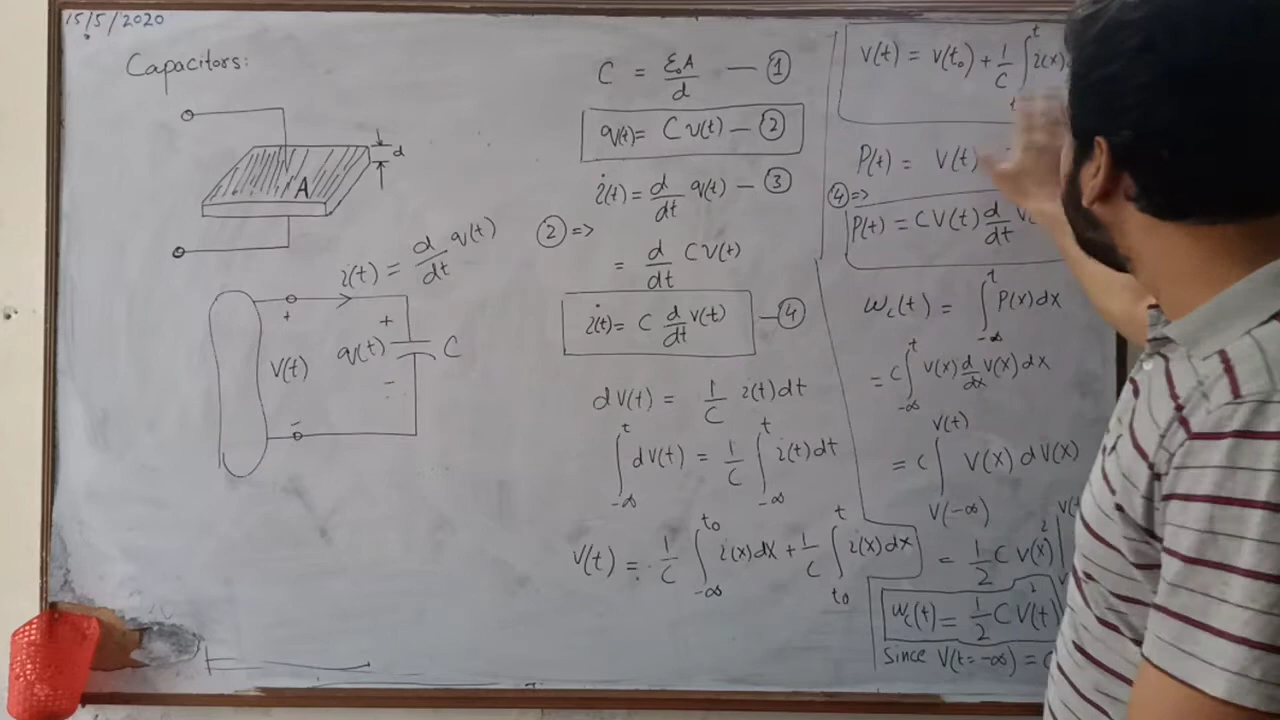 15/5/2020
Capacitors:
d
A
i(t) = d/dt q(t)
+
+
V(t)
q(t)
C
-
-
C = ε₀A/d — ①
q(t) = C v(t) — ②
i(t) = d/dt q(t) — ③
② =>
= d/dt C V(t)
i(t) = C d/dt v(t) — ④
dV(t) = 1/C i(t)dt
∫_{-∞}^{t} dV(t) = 1/C ∫_{-∞}^{t} i(t)dt
V(t) = 1/C ∫_{-∞}^{t₀} i(x)dx + 1/C ∫_{t₀}^{t} i(x)dx
V(t) = V(t₀) + 1/C ∫^{t} i(x)
P(t) = V(t)
④ =>
P(t) = C V(t) d/dt
w_c(t) = ∫_{-∞}^{t} P(x)dx
= C ∫_{-∞}^{t} V(x) d/dx V(x) dx
= C ∫_{V(-∞)}^{V(t)} V(x) dV(x)
= 1/2 C V²(x) |
w_c(t) = 1/2 C V²(t)
Since V(t=-∞) =